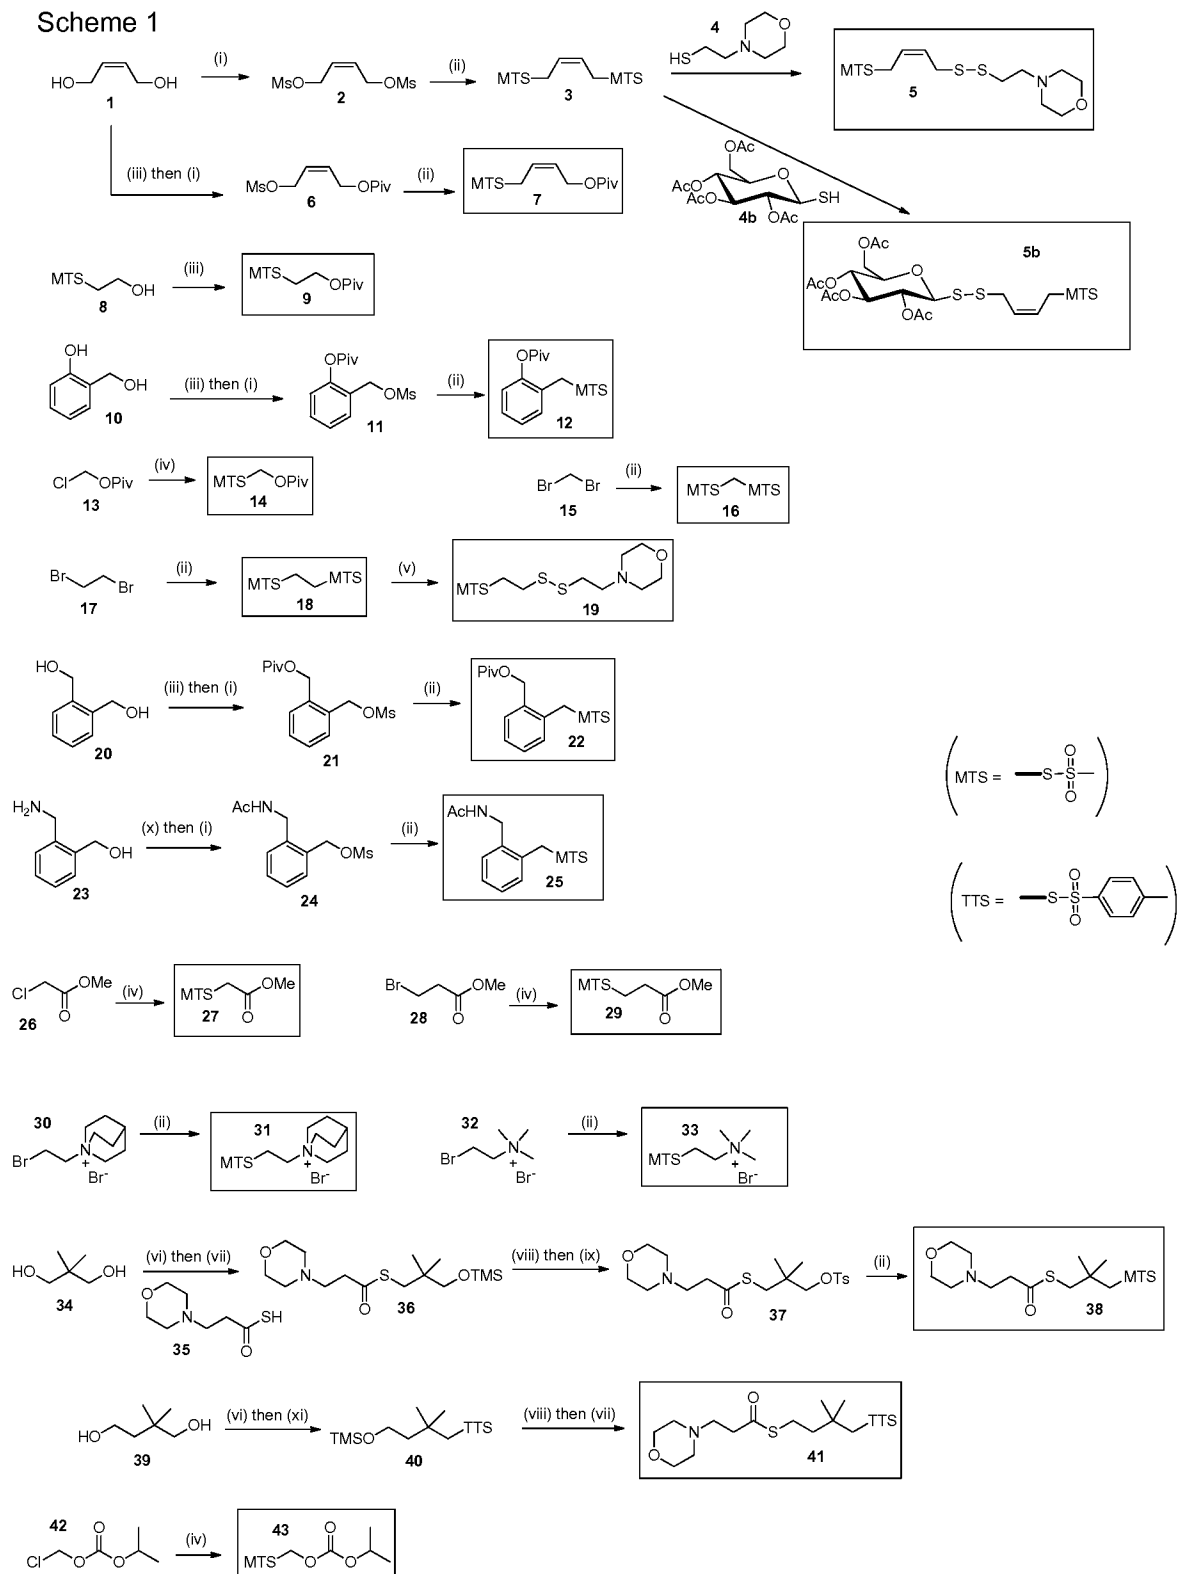 Scheme 1
4
HS
N
O
(i)
(ii)
OH OH
1
OMs OMs
2
MTS MTS
3
MTS S-S N O
5
(iii) then (i)
(ii)
MsO OPiv
6
MTS OPiv
7
OAc
AcO
AcO
O
SH
OAc
4b
5b
OAc
AcO
AcO
O
OAc
S-S
MTS
MTS OH
8
(iii)
MTS OPiv
9
OH
OH
10
(iii) then (i)
OPiv
OMs
11
(ii)
OPiv
MTS
12
Cl OPiv
13
(iv)
MTS OPiv
14
Br Br
15
(ii)
MTS MTS
16
Br Br
17
(ii)
MTS MTS
18
(v)
MTS S-S N O
19
HO
OH
20
(iii) then (i)
PivO
OMs
21
(ii)
PivO
MTS
22
MTS = S-S
O
O
H2N
OH
23
(x) then (i)
AcHN
OMs
24
(ii)
AcHN
MTS
25
TTS = S-S
O
O
Cl OMe
O
26
(iv)
MTS OMe
O
27
Br OMe
O
28
(iv)
MTS OMe
O
29
30
Br N+
Br-
(ii)
31
MTS N+
Br-
32
Br N+
Br-
(ii)
33
MTS N+
Br-
HO OH
34
(vi) then (vii)
O N SH
O
35
O N S OTMS
O
36
(viii) then (ix)
O N S OTs
O
37
(ii)
O N S MTS
O
38
HO OH
39
(vi) then (xi)
TMSO TTS
40
(viii) then (vii)
O N O S TTS
41
42
Cl O O O
(iv)
43
MTS O O O